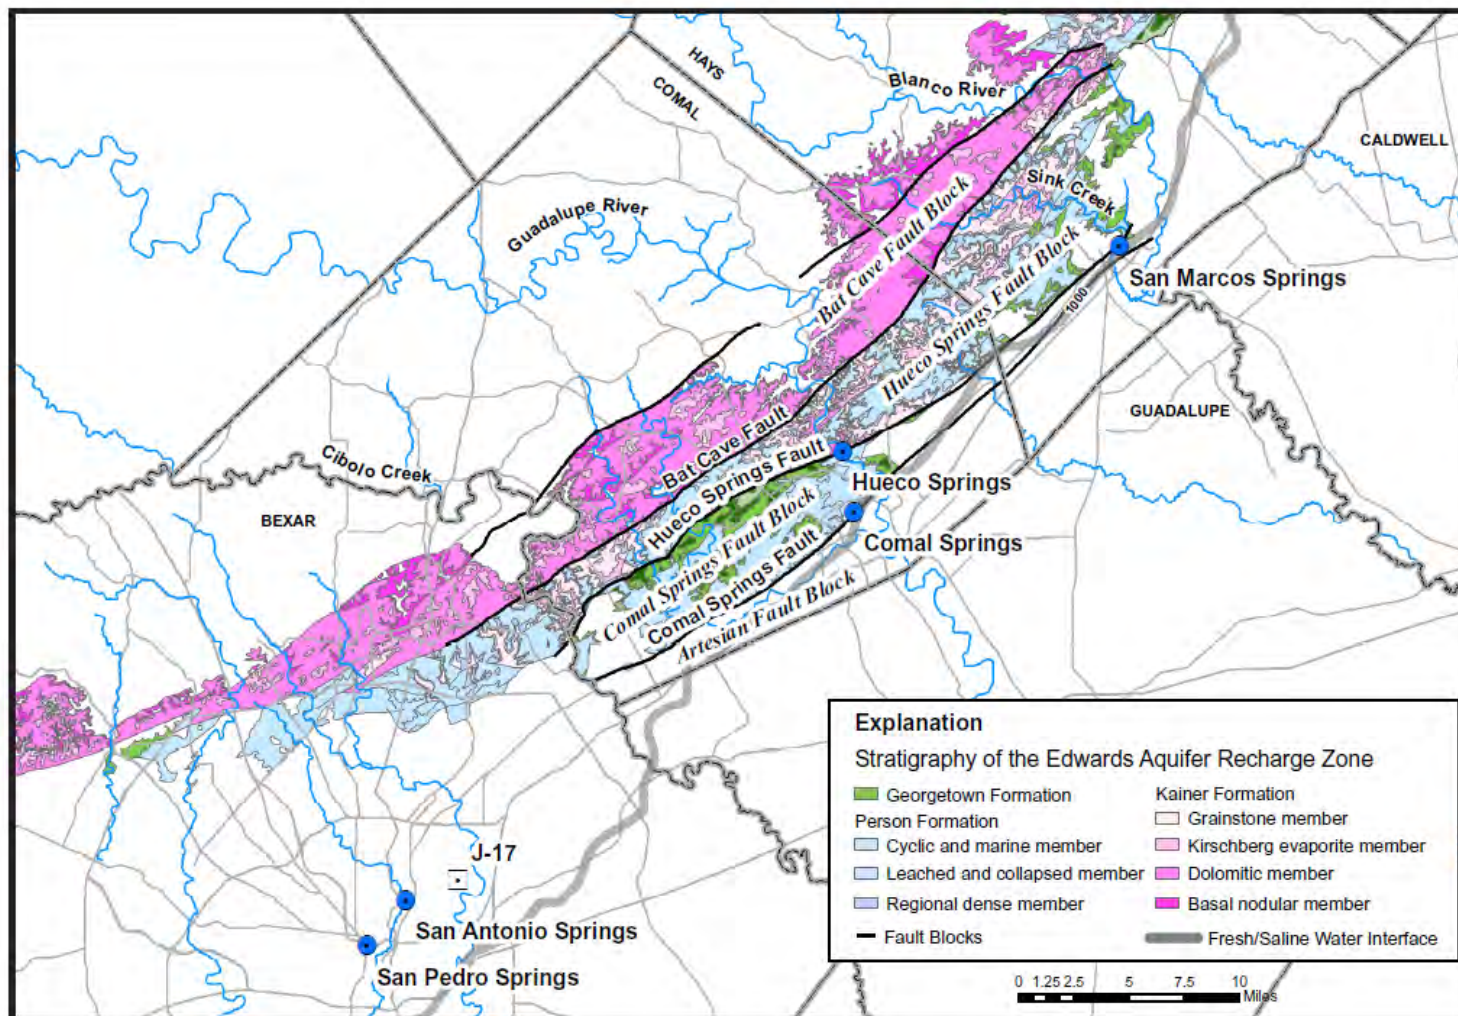 HAYS
COMAL
Blanco River
CALDWELL
Sink Creek
Guadalupe River
Bat Cave Fault Block
Hueco Springs Fault Block
San Marcos Springs
1000
GUADALUPE
Bat Cave Fault
Hueco Springs Fault
Cibolo Creek
Hueco Springs
BEXAR
Comal Springs Fault Block
Comal Springs
Comal Springs Fault
Artesian Fault Block
J-17
San Antonio Springs
San Pedro Springs
Explanation
Stratigraphy of the Edwards Aquifer Recharge Zone
Georgetown Formation
Person Formation
Cyclic and marine member
Leached and collapsed member
Regional dense member
Fault Blocks
Kainer Formation
Grainstone member
Kirschberg evaporite member
Dolomitic member
Basal nodular member
Fresh/Saline Water Interface
0 1.25 2.5 5 7.5 10
Miles